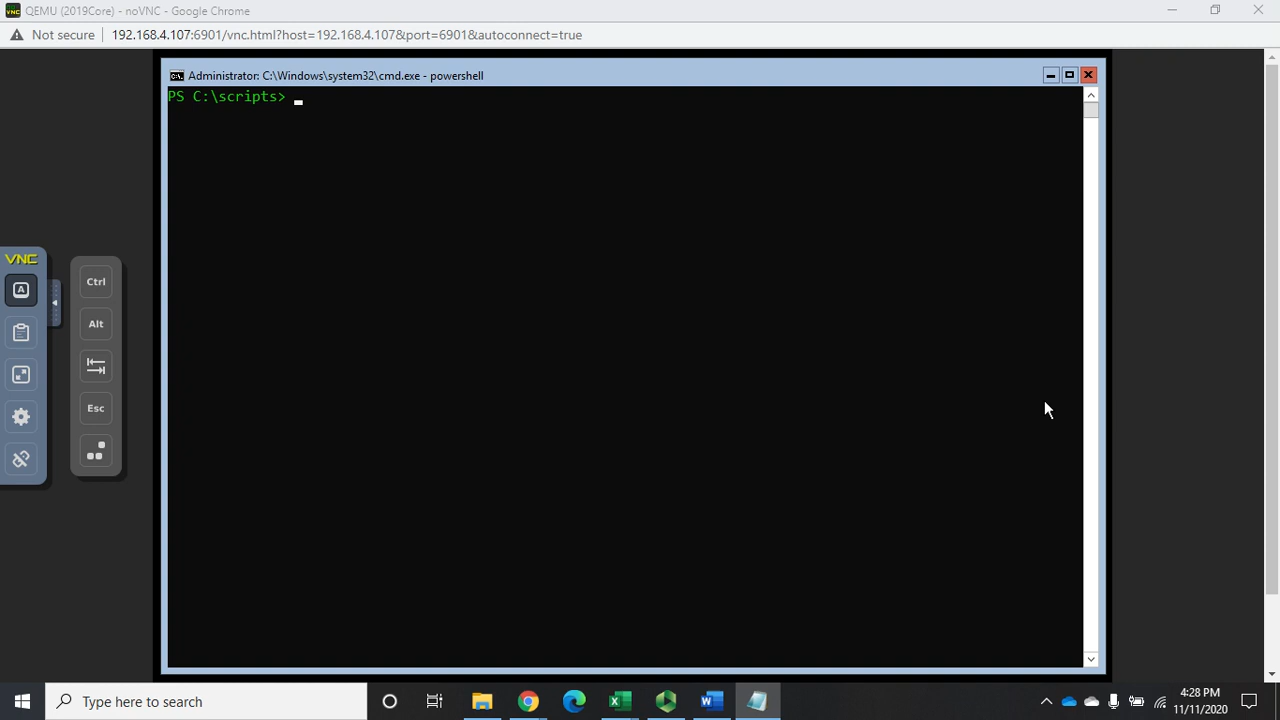 QEMU (2019Core) - noVNC - Google Chrome
Not secure
192.168.4.107:6901/vnc.html?host=192.168.4.107&port=6901&autoconnect=true
Administrator: C:\Windows\system32\cmd.exe - powershell
PS C:\scripts>
VNC
A
Ctrl
Alt
Esc
Type here to search
4:28 PM
11/11/2020